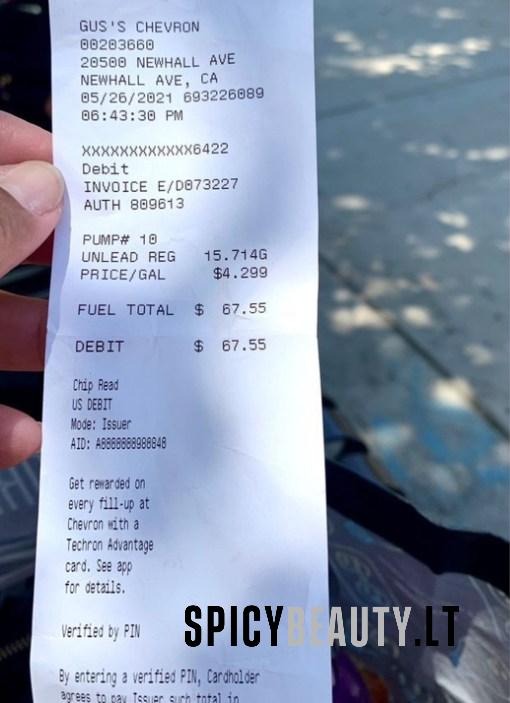 GUS'S CHEVRON
00203660
20500 NEWHALL AVE
NEWHALL AVE, CA
05/26/2021 693226089
06:43:30 PM
XXXXXXXXXXXX6422
Debit
INVOICE E/D073227
AUTH 809613
PUMP# 10
UNLEAD REG 15.714G
PRICE/GAL $4.299
FUEL TOTAL $ 67.55
DEBIT $ 67.55
Chip Read
US DEBIT
Mode: Issuer
AID:
Get rewarded on
every fill-up at
Chevron with a
Techron Advantage
card. See app
for details.
Verified by PIN
SPICYBEAUTY.LT
By entering a verified PIN, Cardholder
agrees to pay Issuer such total in